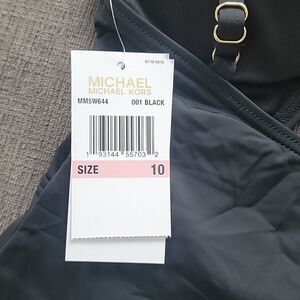 MICHAEL
MICHAEL KORS
MM5W644 001 BLACK
1 93144 55703 2
SIZE 10